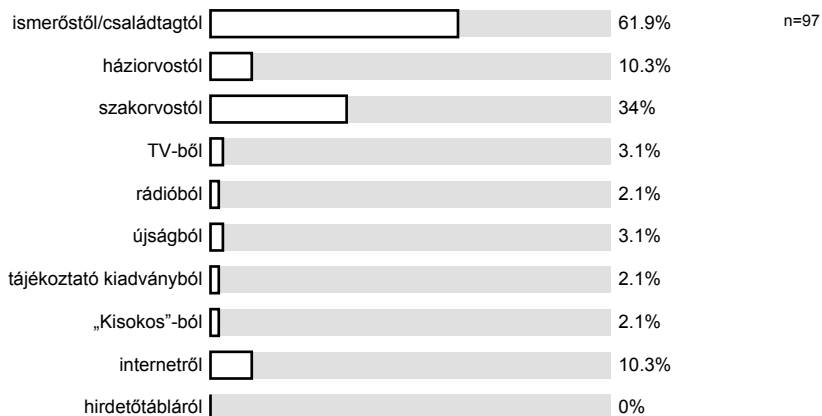 ismerőstől/családtagtól 61.9% n=97
háziorvostól 10.3%
szakorvostól 34%
TV-ből 3.1%
rádióból 2.1%
újságból 3.1%
tájékoztató kiadványból 2.1%
„Kisokos”-ból 2.1%
internetről 10.3%
hirdetőtábláról 0%